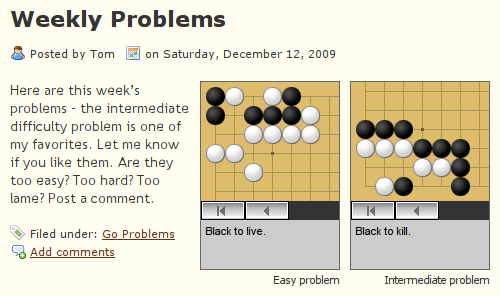 Weekly Problems
Posted by Tom on Saturday, December 12, 2009
Here are this week's
problems - the intermediate
difficulty problem is one of
my favorites. Let me know
if you like them. Are they
too easy? Too hard? Too
lame? Post a comment.
Filed under: Go Problems
Add comments
Black to live.
Easy problem
Black to kill.
Intermediate problem